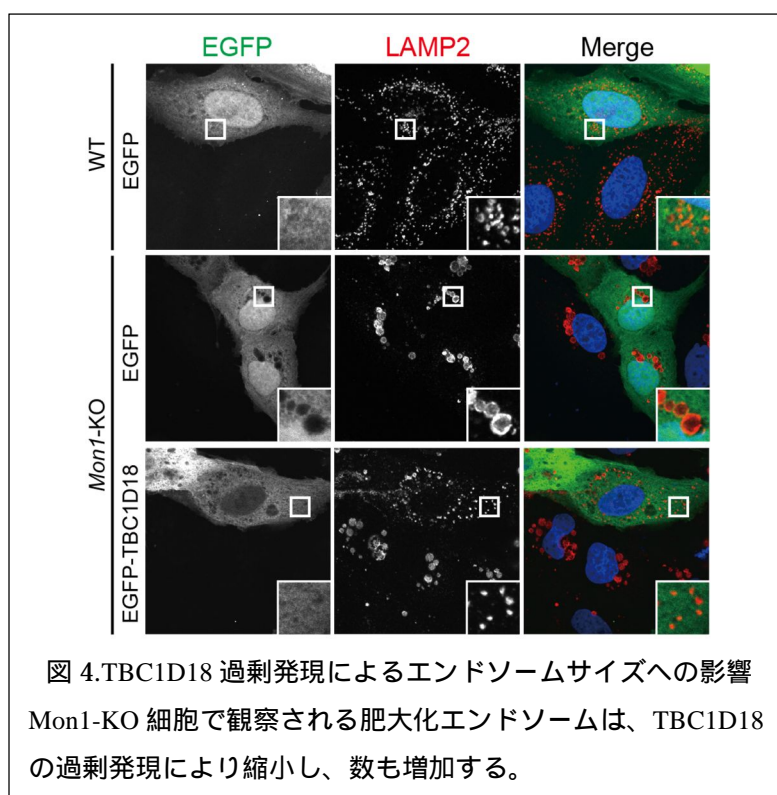 EGFP LAMP2 Merge
WT
EGFP
Mon1-KO
EGFP
EGFP-TBC1D18
図 4.TBC1D18 過剰発現によるエンドソームサイズへの影響
Mon1-KO 細胞で観察される肥大化エンドソームは、TBC1D18
の過剰発現により縮小し、数も増加する。